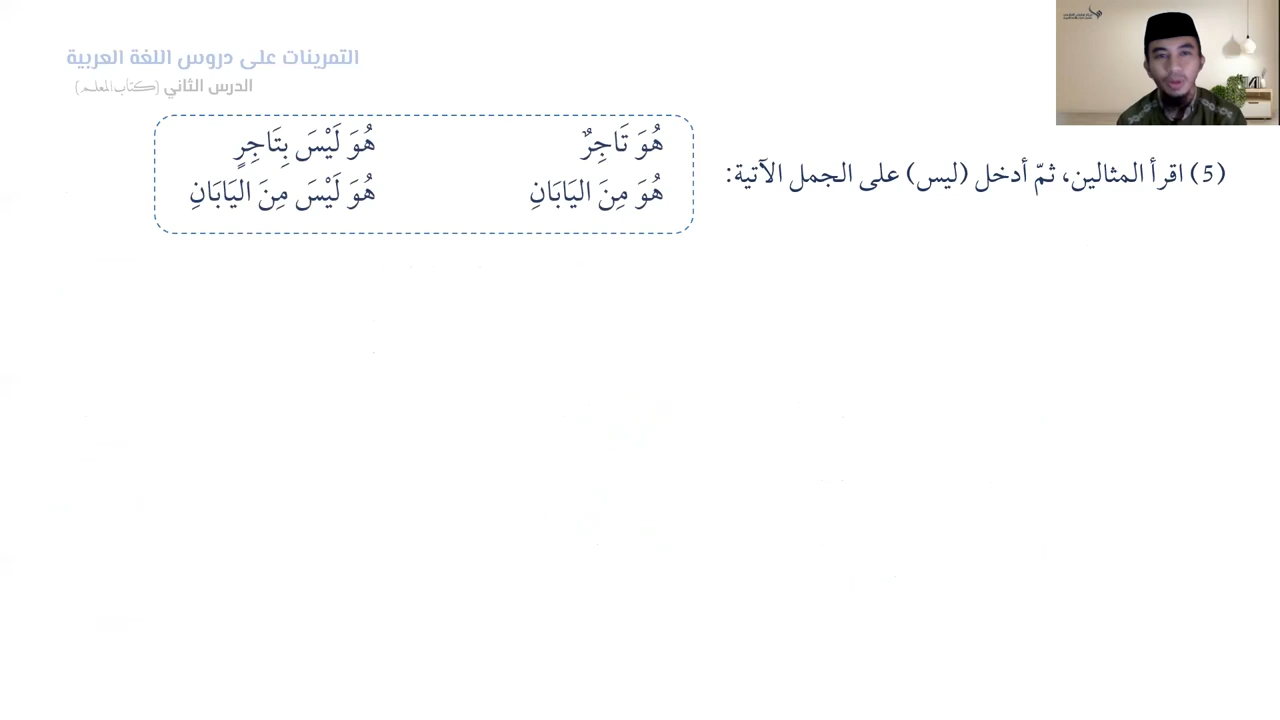 التمرينات على دروس اللغة العربية
الدرس الثاني (كتاب المعلم)
(5) اقرأ المثالين، ثمّ أدخل (ليس) على الجمل الآتية:
هُوَ تَاجِرٌ هُوَ لَيْسَ بِتَاجِرٍ
هُوَ مِنَ اليَابَانِ هُوَ لَيْسَ مِنَ اليَابَانِ